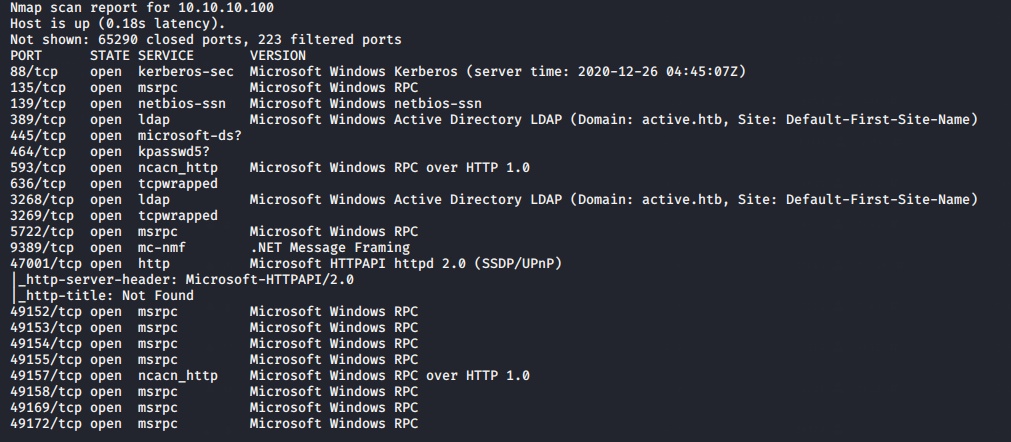 Nmap scan report for 10.10.10.100
Host is up (0.18s latency).
Not shown: 65290 closed ports, 223 filtered ports
PORT      STATE SERVICE       VERSION
88/tcp    open  kerberos-sec  Microsoft Windows Kerberos (server time: 2020-12-26 04:45:07Z)
135/tcp   open  msrpc         Microsoft Windows RPC
139/tcp   open  netbios-ssn   Microsoft Windows netbios-ssn
389/tcp   open  ldap          Microsoft Windows Active Directory LDAP (Domain: active.htb, Site: Default-First-Site-Name)
445/tcp   open  microsoft-ds?
464/tcp   open  kpasswd5?
593/tcp   open  ncacn_http    Microsoft Windows RPC over HTTP 1.0
636/tcp   open  tcpwrapped
3268/tcp  open  ldap          Microsoft Windows Active Directory LDAP (Domain: active.htb, Site: Default-First-Site-Name)
3269/tcp  open  tcpwrapped
5722/tcp  open  msrpc         Microsoft Windows RPC
9389/tcp  open  mc-nmf        .NET Message Framing
47001/tcp open  http          Microsoft HTTPAPI httpd 2.0 (SSDP/UPnP)
|_http-server-header: Microsoft-HTTPAPI/2.0
|_http-title: Not Found
49152/tcp open  msrpc         Microsoft Windows RPC
49153/tcp open  msrpc         Microsoft Windows RPC
49154/tcp open  msrpc         Microsoft Windows RPC
49155/tcp open  msrpc         Microsoft Windows RPC
49157/tcp open  ncacn_http    Microsoft Windows RPC over HTTP 1.0
49158/tcp open  msrpc         Microsoft Windows RPC
49169/tcp open  msrpc         Microsoft Windows RPC
49172/tcp open  msrpc         Microsoft Windows RPC